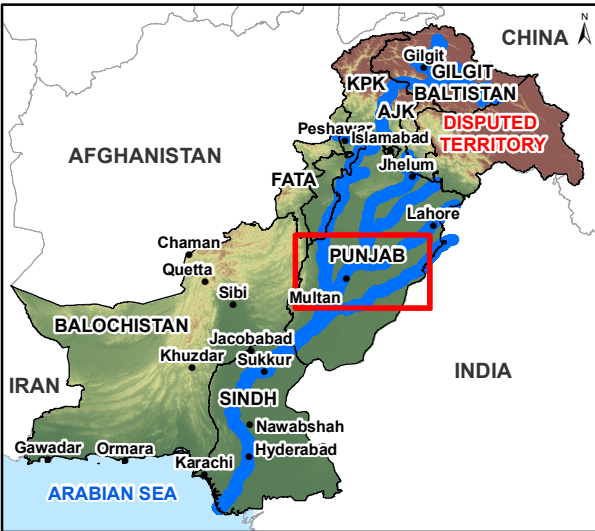 N
CHINA
Gilgit
GILGIT
BALTISTAN
KPK
AJK
DISPUTED
TERRITORY
Peshawar
Islamabad
Jhelum
AFGHANISTAN
FATA
Lahore
Chaman
PUNJAB
Quetta
Sibi
Multan
BALOCHISTAN
Jacobabad
Khuzdar
Sukkur
INDIA
IRAN
SINDH
Nawabshah
Gawadar
Ormara
Hyderabad
Karachi
ARABIAN SEA